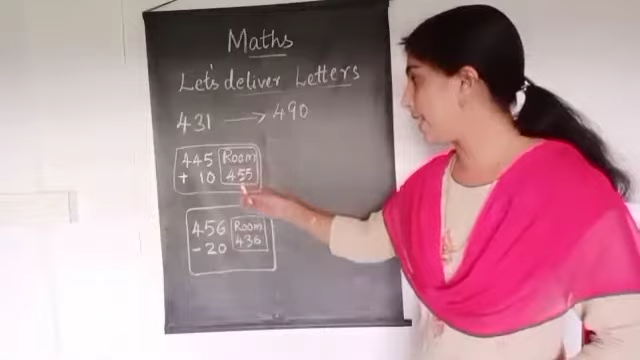 Maths
Let's deliver Letters
431 → 490
445 Room
+ 10 455
456 Room
- 20 436